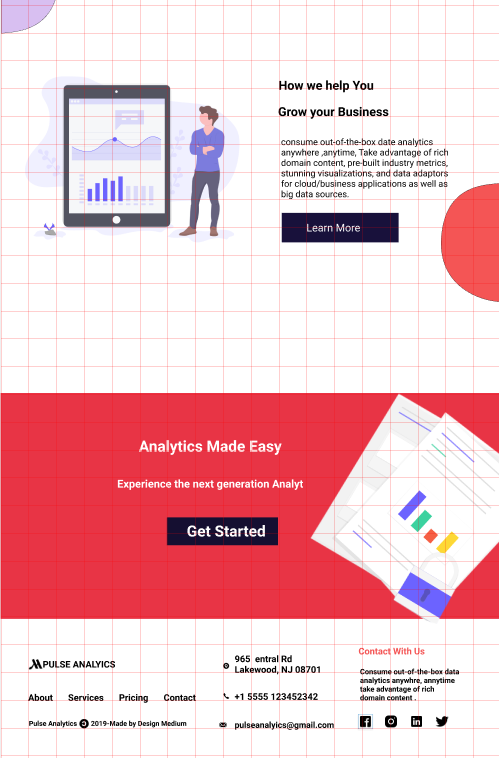 How we help You
Grow your Business
consume out-of-the-box date analytics
anywhere ,anytime, Take advantage of rich
domain content, pre-built industry metrics,
stunning visualizations, and data adaptors
for cloud/business applications as well as
big data sources.
Learn More
Analytics Made Easy
Experience the next generation Analyt
Get Started
PULSE ANALYICS
About Services Pricing Contact
Pulse Analytics 2019-Made by Design Medium
965 entral Rd
Lakewood, NJ 08701
+1 5555 123452342
pulseanalyics@gmail.com
Contact With Us
Consume out-of-the-box data
analytics anywhre, annytime
take advantage of rich
domain content .